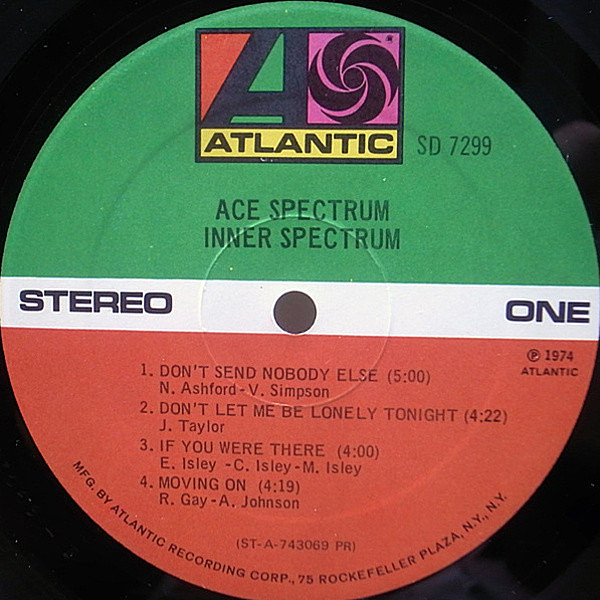 ATLANTIC
SD 7299
ACE SPECTRUM
INNER SPECTRUM
STEREO
ONE
℗ 1974
ATLANTIC
1. DON'T SEND NOBODY ELSE (5:00)
N. Ashford-V. Simpson
2. DON'T LET ME BE LONELY TONIGHT (4:22)
J. Taylor
3. IF YOU WERE THERE (4:00)
E. Isley -C. Isley-M. Isley
4. MOVING ON (4:19)
R. Gay-A. Johnson
(ST-A-743069 PR)
MFG. BY ATLANTIC RECORDING CORP., 75 ROCKEFELLER PLAZA, N.Y., N.Y.